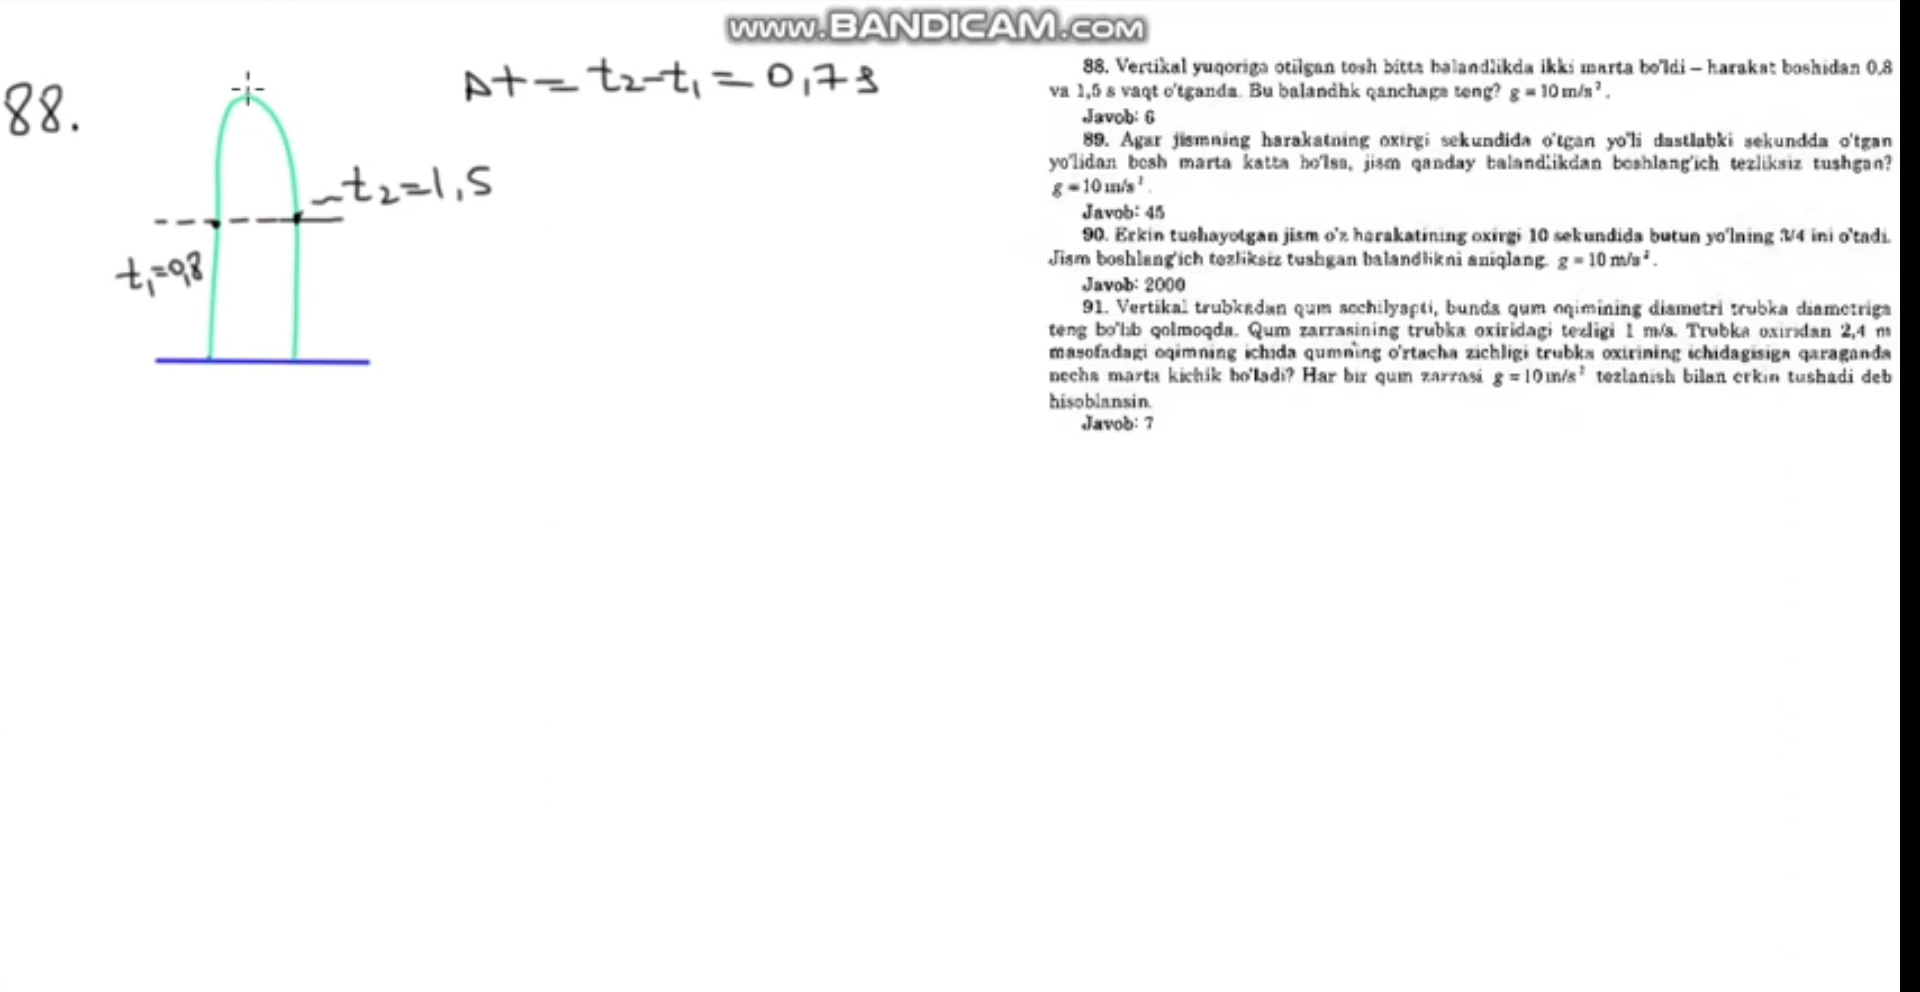 www.BANDICAM.com
88.
Δt = t₂-t₁ = 0,7s
t₂=1,5
t₁=0,8
88. Vertikal yuqoriga otilgan tosh bitta balandlikda ikki marta bo'ldi – harakat boshidan 0,8
va 1,5 s vaqt o'tganda. Bu balandlik qanchaga teng? g = 10 m/s².
Javob: 6
89. Agar jismning harakatning oxirgi sekundida o'tgan yo'li dastlabki sekundda o'tgan
yo'lidan besh marta katta bo'lsa, jism qanday balandlikdan boshlang'ich tezliksiz tushgan?
g = 10 m/s².
Javob: 45
90. Erkin tushayotgan jism o'z harakatining oxirgi 10 sekundida butun yo'lning 3/4 ini o'tadi.
Jism boshlang'ich tezliksiz tushgan balandlikni aniqlang. g = 10 m/s².
Javob: 2000
91. Vertikal trubkadan qum sochilyapti, bunda qum oqimining diametri trubka diametriga
teng bo'lib qolmoqda. Qum zarrasining trubka oxiridagi tezligi 1 m/s. Trubka oxiridan 2,4 m
masofadagi oqimning ichida qumning o'rtacha zichligi trubka oxirining ichidagisiga qaraganda
necha marta kichik bo'ladi? Har bir qum zarrasi g = 10 m/s² tezlanish bilan erkin tushadi deb
hisoblansin.
Javob: 7